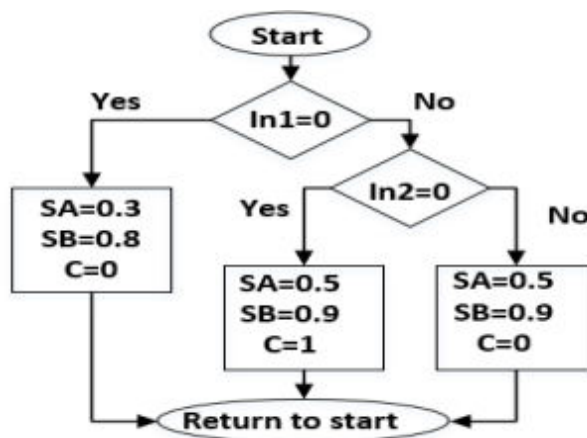 Start
Yes
In1=0
No
SA=0.3
SB=0.8
C=0
Yes
In2=0
No
SA=0.5
SB=0.9
C=1
SA=0.5
SB=0.9
C=0
Return to start